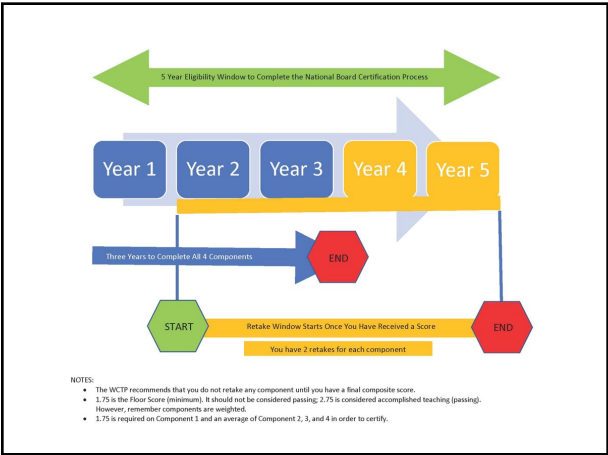 5 Year Eligibility Window to Complete the National Board Certification Process
Year 1
Year 2
Year 3
Year 4
Year 5
Three Years to Complete All 4 Components
END
START
Retake Window Starts Once You Have Received a Score
END
You have 2 retakes for each component
NOTES:
• The WCTP recommends that you do not retake any component until you have a final composite score.
• 1.75 is the Floor Score (minimum). It should not be considered passing; 2.75 is considered accomplished teaching (passing).
However, remember components are weighted.
• 1.75 is required on Component 1 and an average of Component 2, 3, and 4 in order to certify.